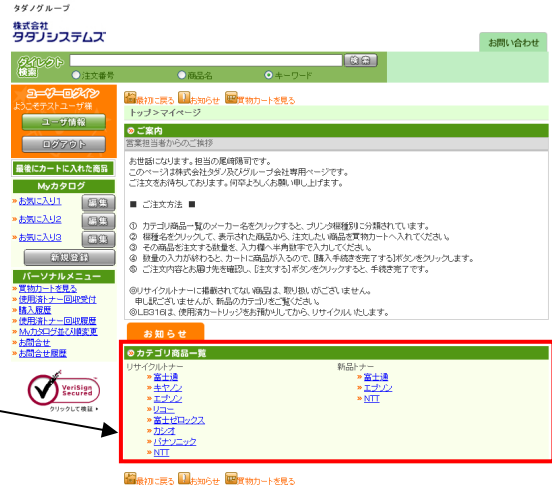 タダノグループ
株式会社
タダノシステムズ
お問い合わせ
ダイレクト
検索
検索
注文番号
商品名
キーワード
ユーザーログイン
ようこそテストユーザ様
ユーザ情報
ログアウト
最後にカートに入れた商品
Myカタログ
お気に入り1
編集
お気に入り2
編集
お気に入り3
編集
新規登録
パーソナルメニュー
買物カートを見る
使用済トナー回収受付
購入履歴
使用済トナー回収履歴
Myカタログ並び順変更
お問合せ
お問合せ履歴
VeriSign
Secured
クリックして検証
最初に戻る お知らせ 買物カートを見る
トップ>マイページ
ご案内
営業担当者からのご挨拶
お世話になります。担当の尾崎陽司です。
このページは株式会社タダノ及びグループ会社専用ページです。
ご注文をお待ちしております。何卒よろしくお願い申し上げます。
■ ご注文方法 ■
① カテゴリ商品一覧のメーカー名をクリックすると、プリンタ機種別に分類されています。
② 機種名をクリックして、表示された商品から、注文したい商品を買物カートへ入れてください。
③ その商品を注文する数量を、入力欄へ半角数字で入力してください。
④ 数量の入力が終わると、カートに商品が入るので、[購入手続きを完了する]ボタンをクリックします。
⑤ ご注文内容とお届け先を確認し、[注文する]ボタンをクリックすると、手続き完了です。
◎リサイクルトナーに掲載されてない商品は、取り扱いがございません。
申し訳ございませんが、新品のカテゴリをご覧ください。
◎LB316は、使用済カートリッジをお預かりしてから、リサイクルいたします。
お知らせ
カテゴリ商品一覧
リサイクルトナー
富士通
キヤノン
エプソン
リコー
富士ゼロックス
カシオ
パナソニック
NTT
新品トナー
富士通
エプソン
NTT
最初に戻る お知らせ 買物カートを見る